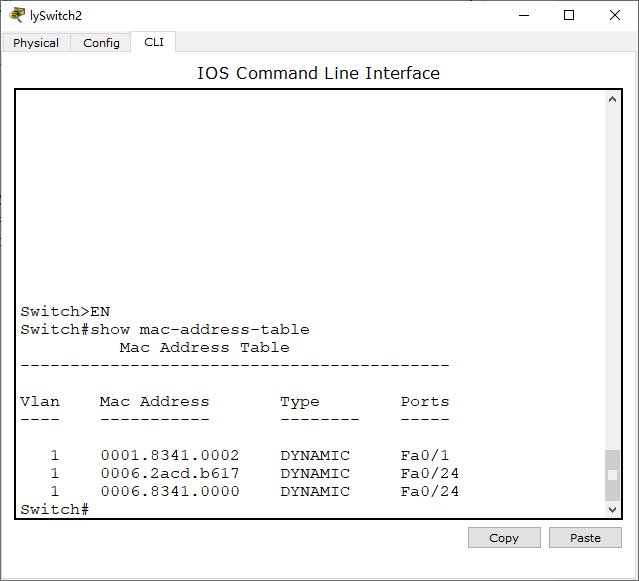 lySwitch2
Physical Config CLI
IOS Command Line Interface
Switch>EN
Switch#show mac-address-table
          Mac Address Table
-------------------------------------------
Vlan    Mac Address       Type        Ports
----    -----------       --------    -----
   1    0001.8341.0002    DYNAMIC     Fa0/1
   1    0006.2acd.b617    DYNAMIC     Fa0/24
   1    0006.8341.0000    DYNAMIC     Fa0/24
Switch#
Copy Paste